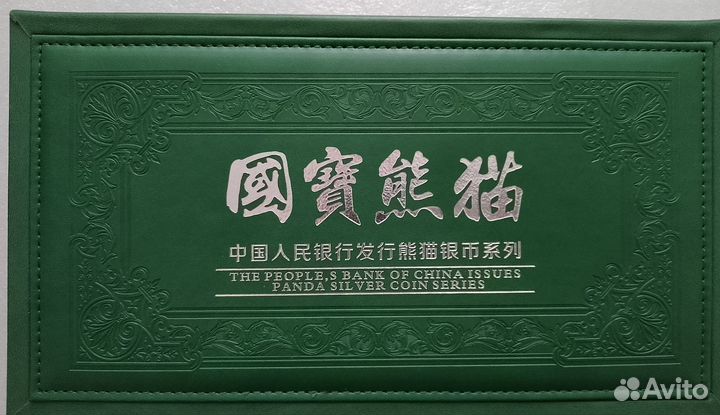 國寶熊猫
中国人民银行发行熊猫银币系列
THE PEOPLE,S BANK OF CHINA ISSUES
PANDA SILVER COIN SERIES
Avito